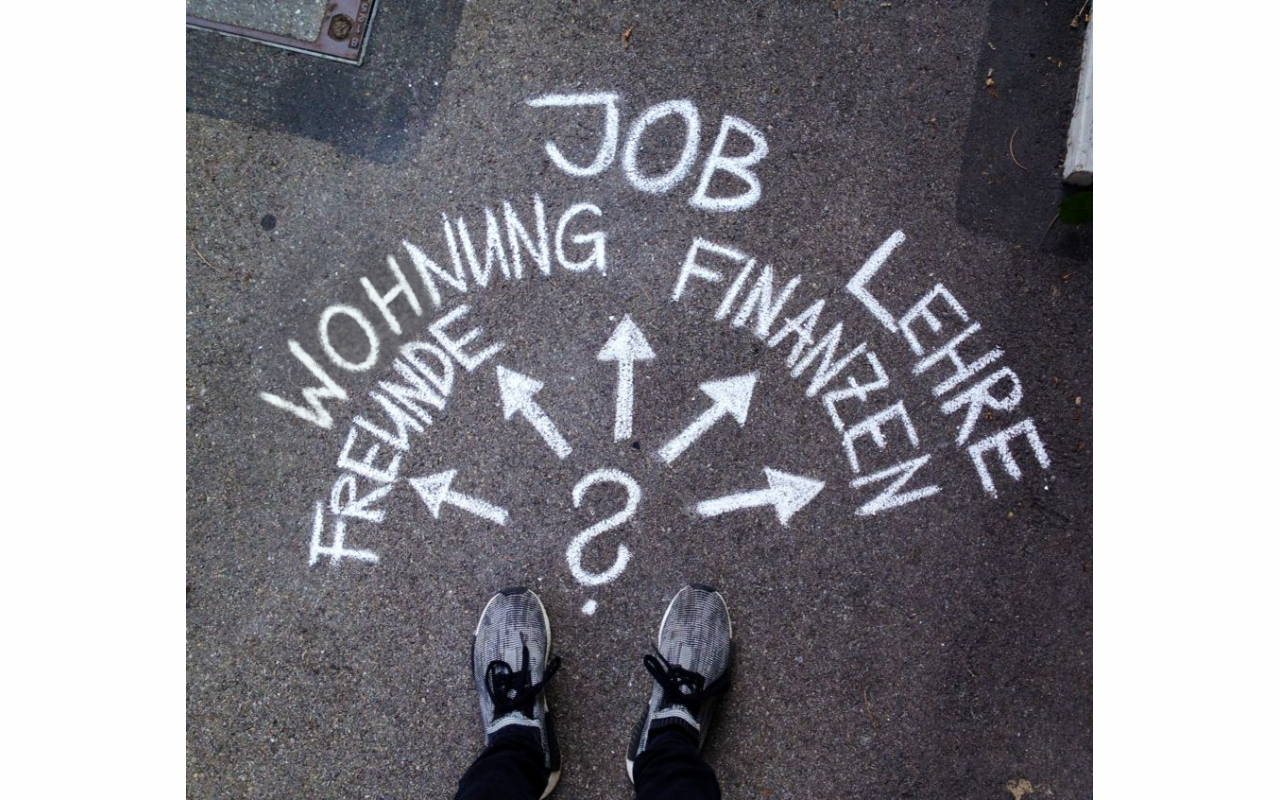 JOB
WOHNUNG
FINANZEN
LEHRE
FREUNDE
?